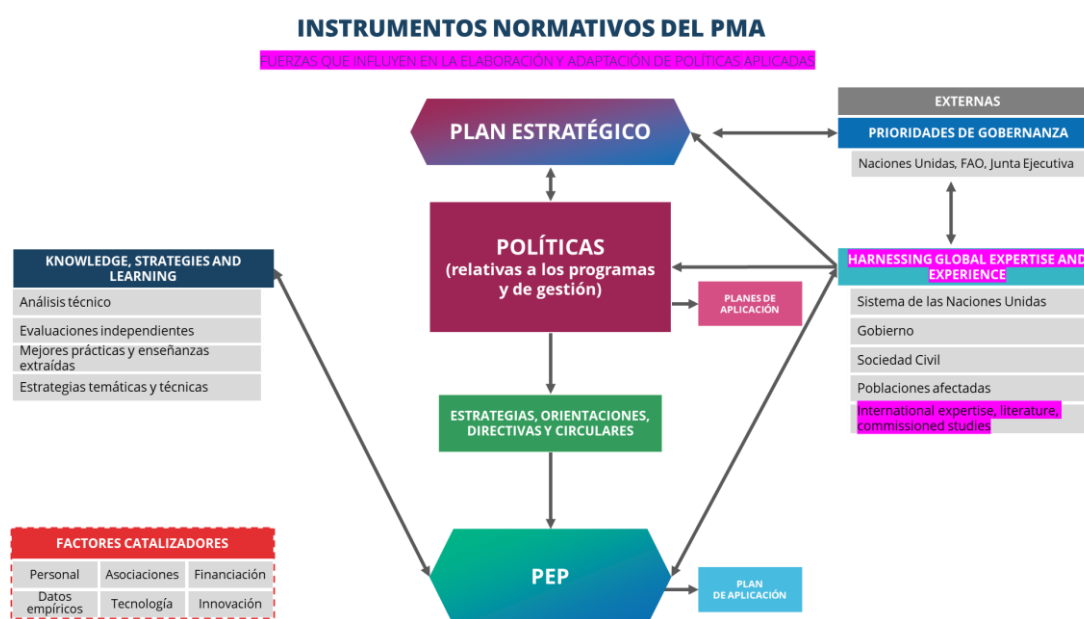 INSTRUMENTOS NORMATIVOS DEL PMA
FUERZAS QUE INFLUYEN EN LA ELABORACIÓN Y ADAPTACIÓN DE POLÍTICAS APLICADAS
PLAN ESTRATÉGICO
EXTERNAS
PRIORIDADES DE GOBERNANZA
Naciones Unidas, FAO, Junta Ejecutiva
POLÍTICAS
(relativas a los programas
y de gestión)
PLANES DE
APLICACIÓN
KNOWLEDGE, STRATEGIES AND
LEARNING
Análisis técnico
Evaluaciones independientes
Mejores prácticas y enseñanzas
extraídas
Estrategias temáticas y técnicas
HARNESSING GLOBAL EXPERTISE AND
EXPERIENCE
Sistema de las Naciones Unidas
Gobierno
Sociedad Civil
Poblaciones afectadas
International expertise, literature,
commissioned studies
ESTRATEGIAS, ORIENTACIONES,
DIRECTIVAS Y CIRCULARES
FACTORES CATALIZADORES
Personal
Asociaciones
Financiación
Datos
empíricos
Tecnología
Innovación
PEP
PLAN
DE APLICACIÓN